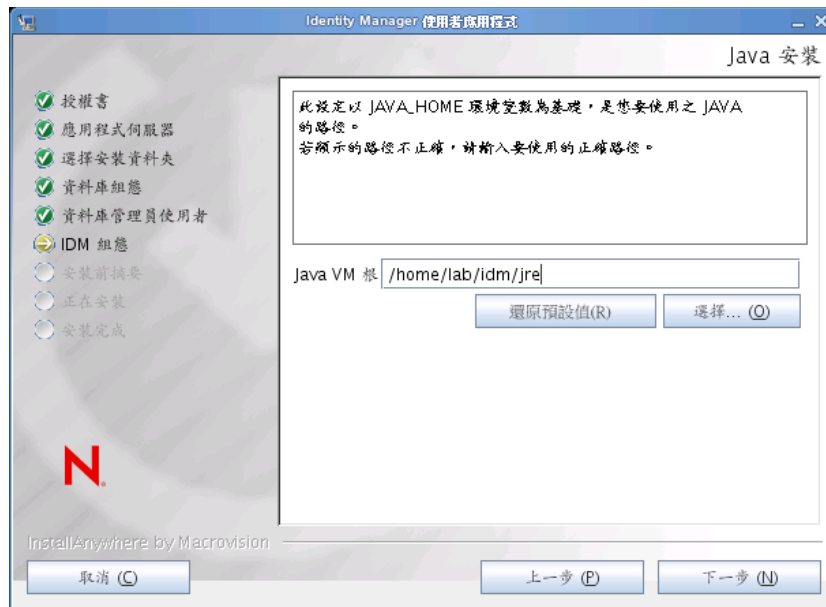 Identity Manager 使用者應用程式
Java 安裝
授權書
應用程式伺服器
選擇安裝資料夾
資料庫組態
資料庫管理員使用者
IDM 組態
安裝前摘要
正在安裝
安裝完成
此設定以 JAVA_HOME 環境變數為基礎，是您要使用之 JAVA
的路徑。
若顯示的路徑不正確，請輸入要使用的正確路徑。
Java VM 根 /home/lab/idm/jre
還原預設值(R) 選擇... (O)
N
InstallAnywhere by Macrovision
取消 (C) 上一步 (P) 下一步 (N)